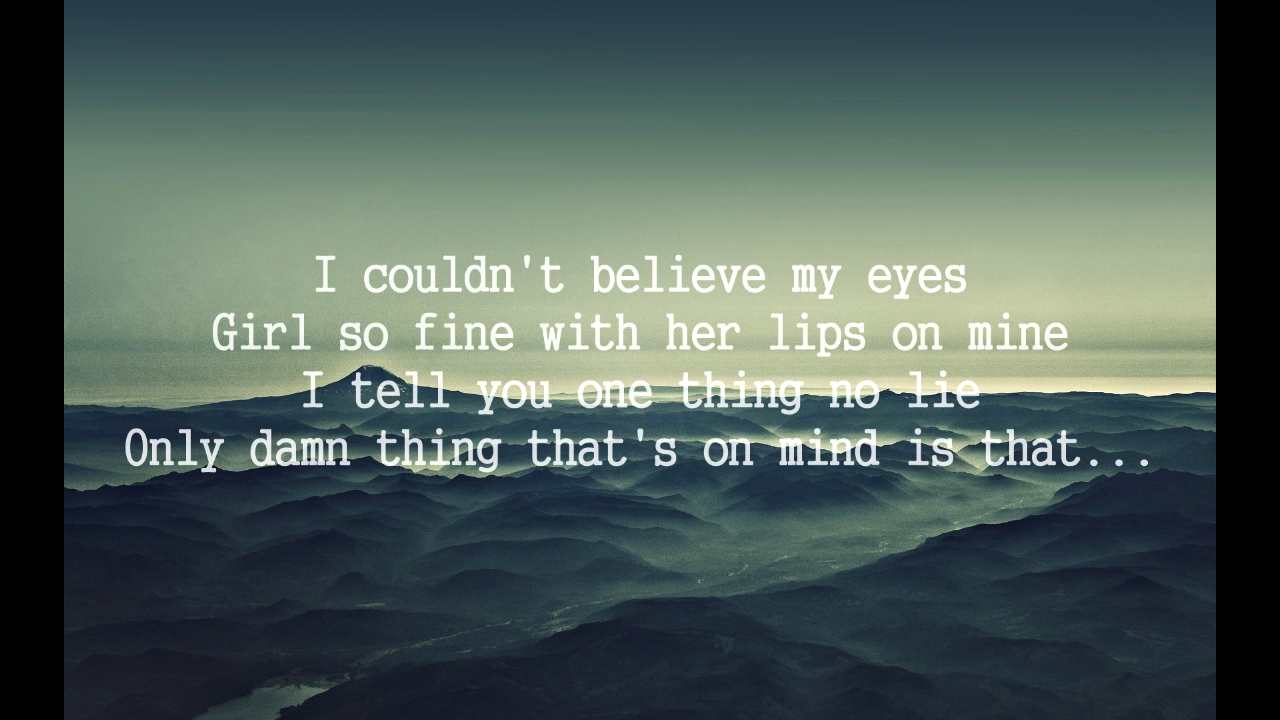 I couldn't believe my eyes
Girl so fine with her lips on mine
I tell you one thing no lie
Only damn thing that's on mind is that...